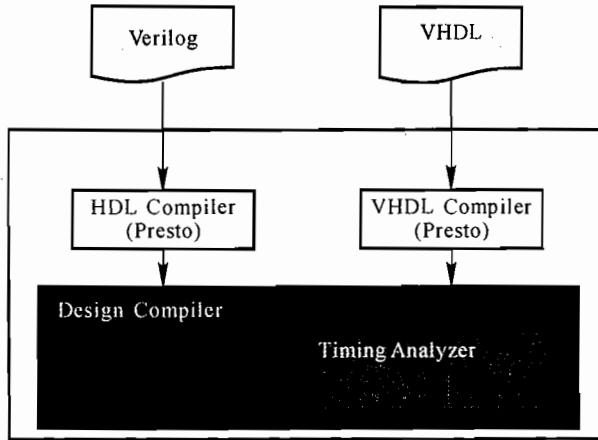 Verilog
VHDL
HDL Compiler
(Presto)
VHDL Compiler
(Presto)
Design Compiler
Timing Analyzer